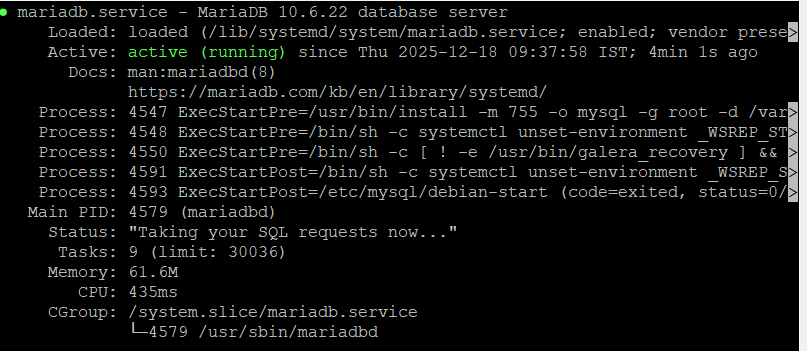 ● mariadb.service - MariaDB 10.6.22 database server
Loaded: loaded (/lib/systemd/system/mariadb.service; enabled; vendor prese>
Active: active (running) since Thu 2025-12-18 09:37:58 IST; 4min 1s ago
Docs: man:mariadbd(8)
https://mariadb.com/kb/en/library/systemd/
Process: 4547 ExecStartPre=/usr/bin/install -m 755 -o mysql -g root -d /var>
Process: 4548 ExecStartPre=/bin/sh -c systemctl unset-environment _WSREP_ST>
Process: 4550 ExecStartPre=/bin/sh -c [ ! -e /usr/bin/galera_recovery ] && >
Process: 4591 ExecStartPost=/bin/sh -c systemctl unset-environment _WSREP_S>
Process: 4593 ExecStartPost=/etc/mysql/debian-start (code=exited, status=0/>
Main PID: 4579 (mariadbd)
Status: "Taking your SQL requests now..."
Tasks: 9 (limit: 30036)
Memory: 61.6M
CPU: 435ms
CGroup: /system.slice/mariadb.service
└─4579 /usr/sbin/mariadbd